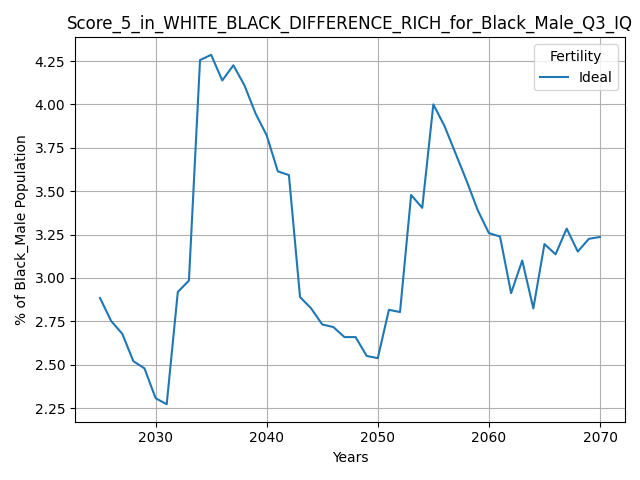 Score_5_in_WHITE_BLACK_DIFFERENCE_RICH_for_Black_Male_Q3_IQ
Fertility
Ideal
4.25
4.00
3.75
3.50
3.25
3.00
2.75
2.50
2.25
% of Black_Male Population
2030 2040 2050 2060 2070
Years